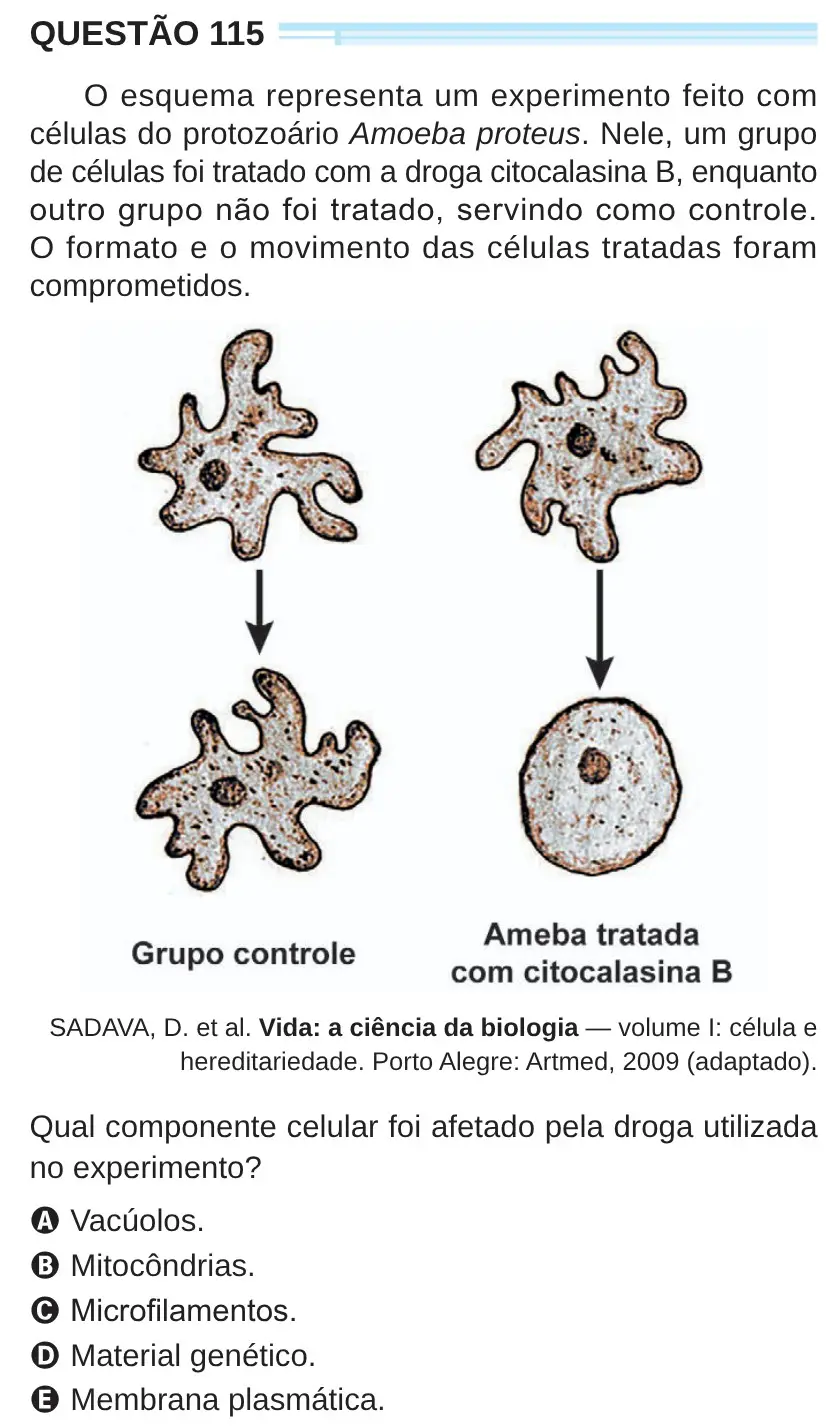 QUESTÃO 115
O esquema representa um experimento feito com
células do protozoário Amoeba proteus. Nele, um grupo
de células foi tratado com a droga citocalasina B, enquanto
outro grupo não foi tratado, servindo como controle.
O formato e o movimento das células tratadas foram
comprometidos.
Grupo controle
Ameba tratada
com citocalasina B
SADAVA, D. et al. Vida: a ciência da biologia — volume I: célula e
hereditariedade. Porto Alegre: Artmed, 2009 (adaptado).
Qual componente celular foi afetado pela droga utilizada
no experimento?
A Vacúolos.
B Mitocôndrias.
C Microfilamentos.
D Material genético.
E Membrana plasmática.